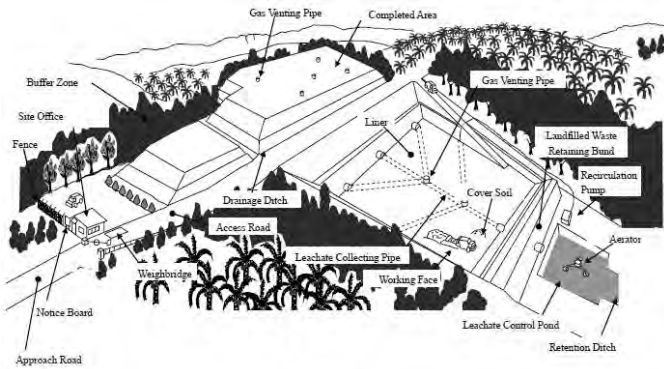 Gas Venting Pipe
Completed Area
Buffer Zone
Gas Venting Pipe
Site Office
Liner
Landfilled Waste
Retaining Bund
Fence
Recirculation
Pump
Drainage Ditch
Cover Soil
Access Road
Aerator
Leachate Collecting Pipe
Weighbridge
Working Face
Notice Board
Leachate Control Pond
Retention Ditch
Approach Road